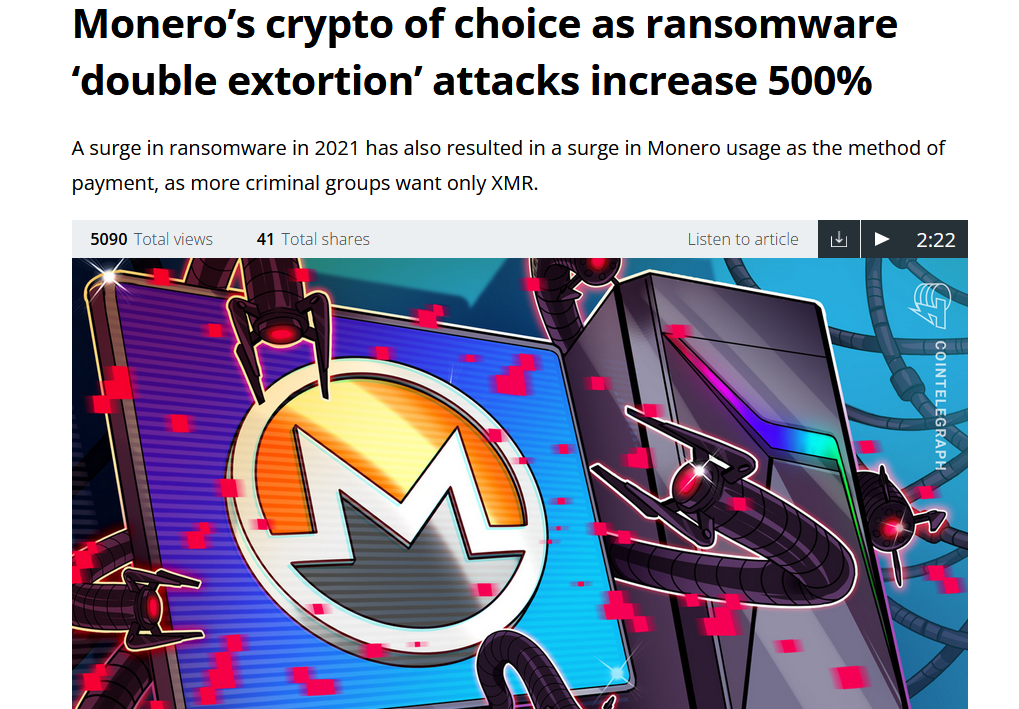 Monero’s crypto of choice as ransomware
‘double extortion’ attacks increase 500%
A surge in ransomware in 2021 has also resulted in a surge in Monero usage as the method of
payment, as more criminal groups want only XMR.
5090 Total views 41 Total shares Listen to article 2:22
COINTELEGRAPH